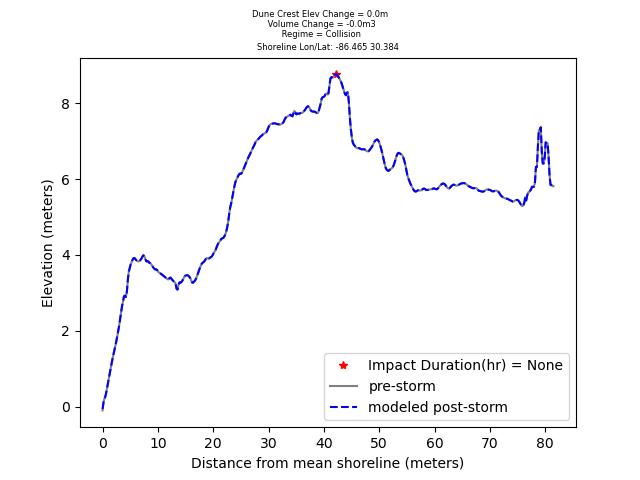 Dune Crest Elev Change = 0.0m
Volume Change = -0.0m3
Regime = Collision
Shoreline Lon/Lat: -86.465 30.384
Elevation (meters)
8
6
4
2
0
Impact Duration(hr) = None
pre-storm
modeled post-storm
0 10 20 30 40 50 60 70 80
Distance from mean shoreline (meters)